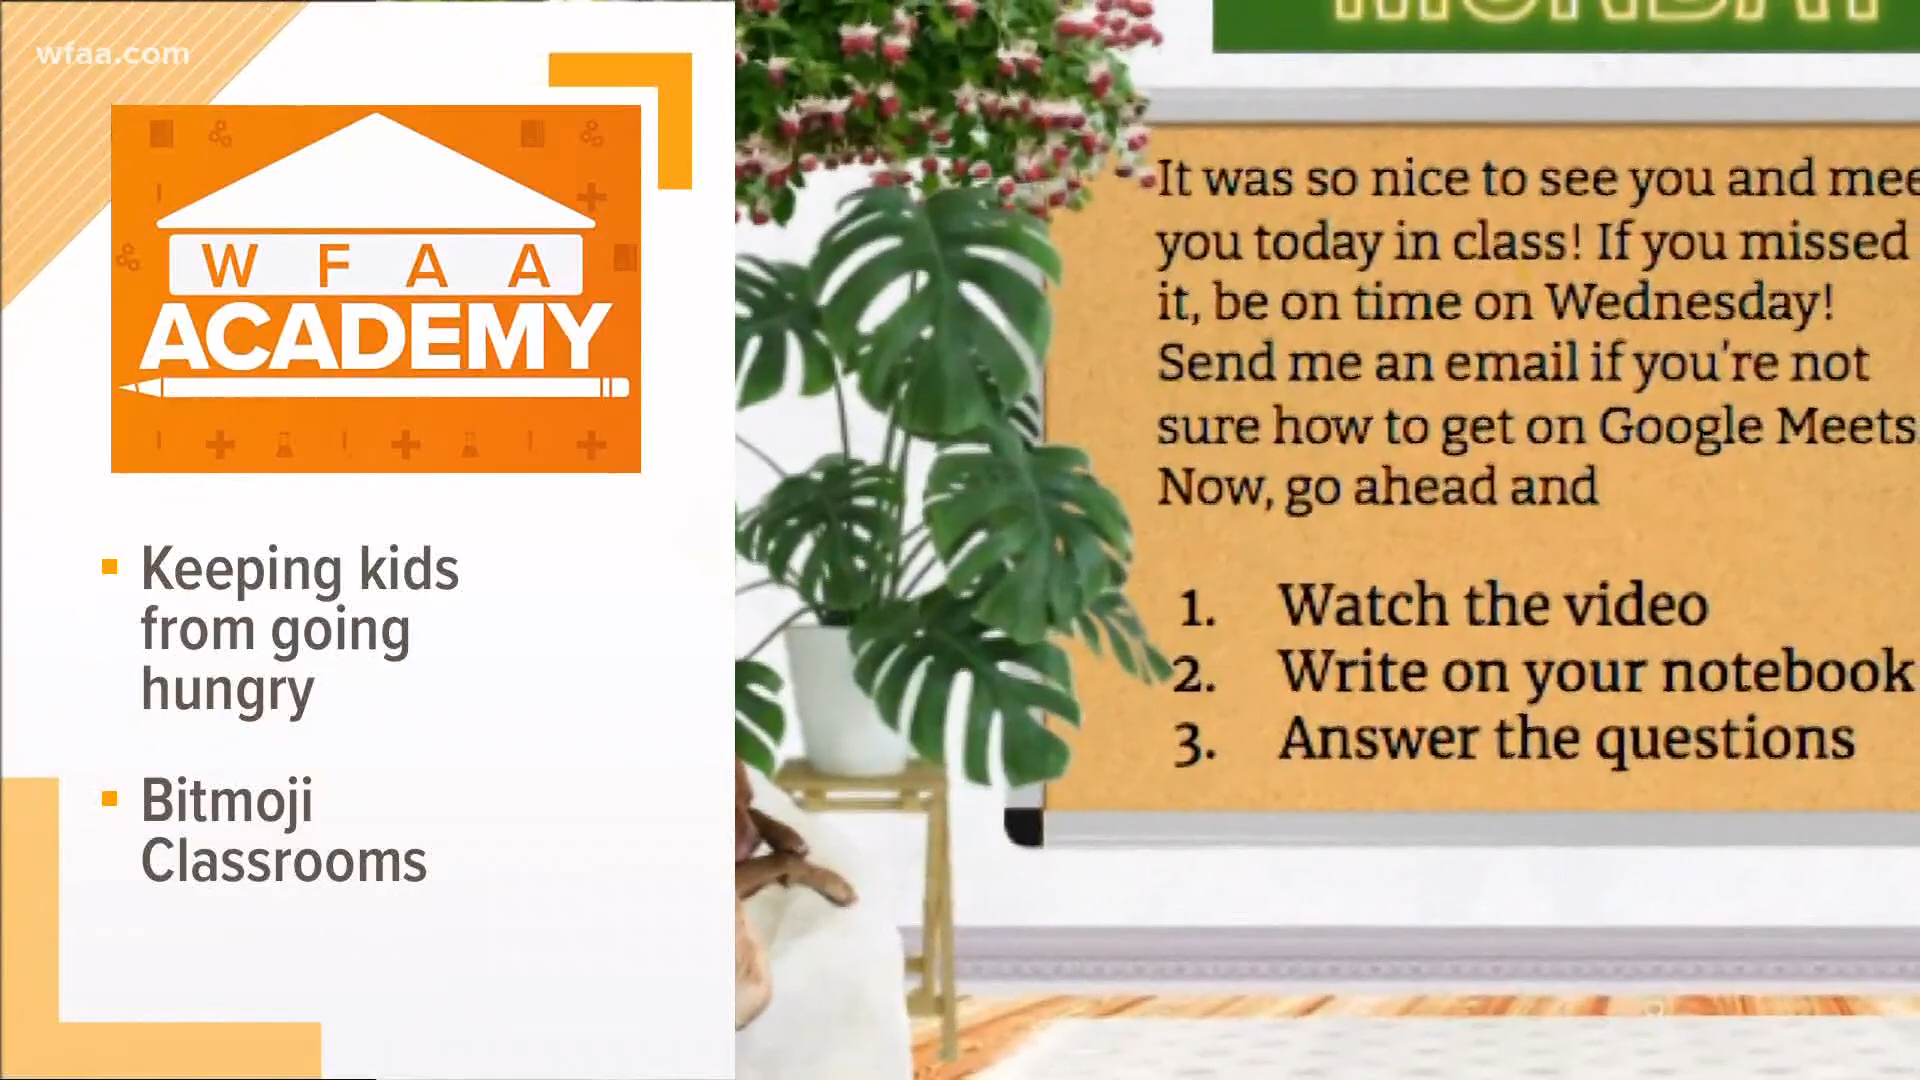 wfaa.com
W F A A
ACADEMY
Keeping kids
from going
hungry
Bitmoji
Classrooms
MONDAY
It was so nice to see you and mee
you today in class! If you missed
it, be on time on Wednesday!
Send me an email if you're not
sure how to get on Google Meets
Now, go ahead and
1. Watch the video
2. Write on your notebook
3. Answer the questions